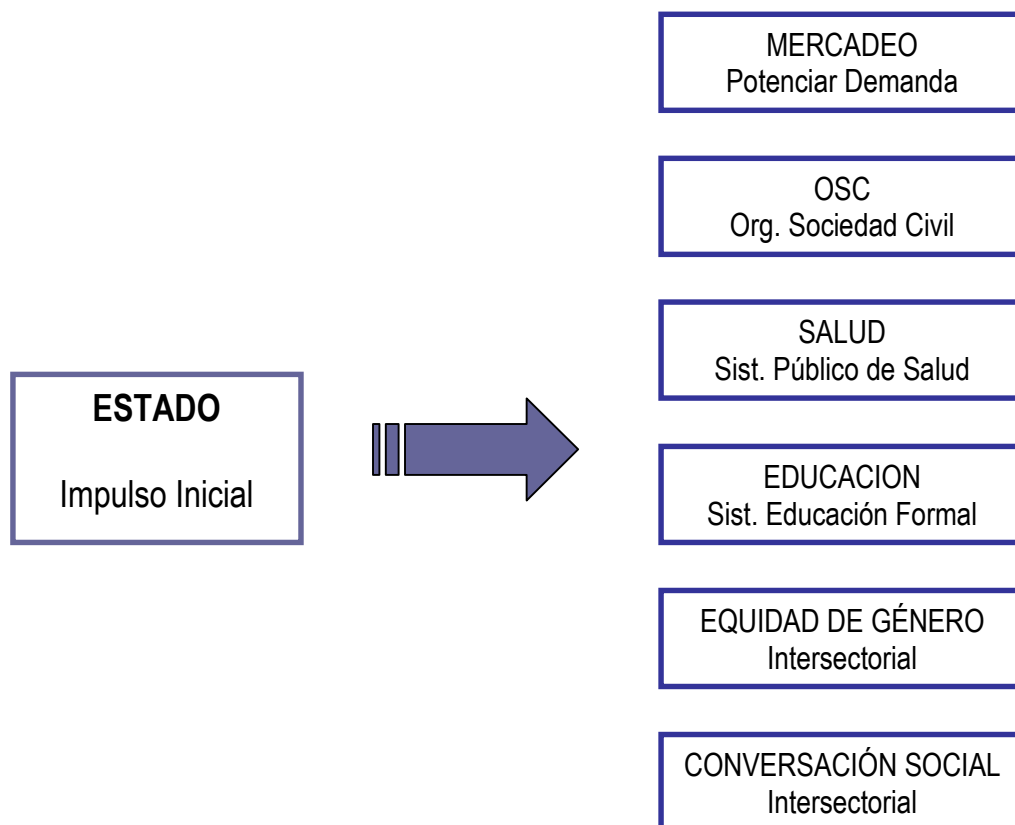 MERCADEO
Potenciar Demanda
OSC
Org. Sociedad Civil
SALUD
Sist. Público de Salud
ESTADO
Impulso Inicial
EDUCACION
Sist. Educación Formal
EQUIDAD DE GÉNERO
Intersectorial
CONVERSACIÓN SOCIAL
Intersectorial